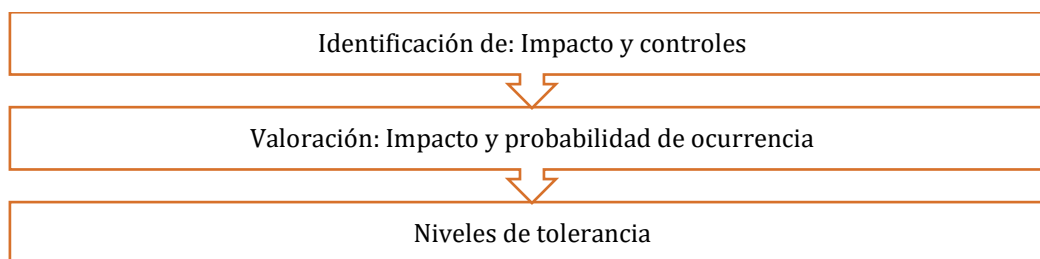 Identificación de: Impacto y controles
Valoración: Impacto y probabilidad de ocurrencia
Niveles de tolerancia